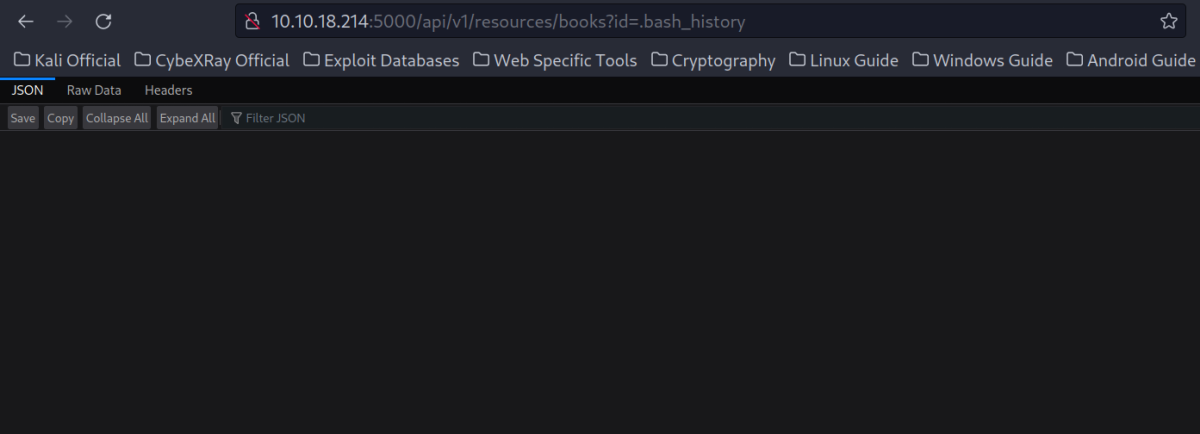 10.10.18.214:5000/api/v1/resources/books?id=.bash_history
Kali Official CybeXRay Official Exploit Databases Web Specific Tools Cryptography Linux Guide Windows Guide Android Guide
JSON Raw Data Headers
Save Copy Collapse All Expand All Filter JSON